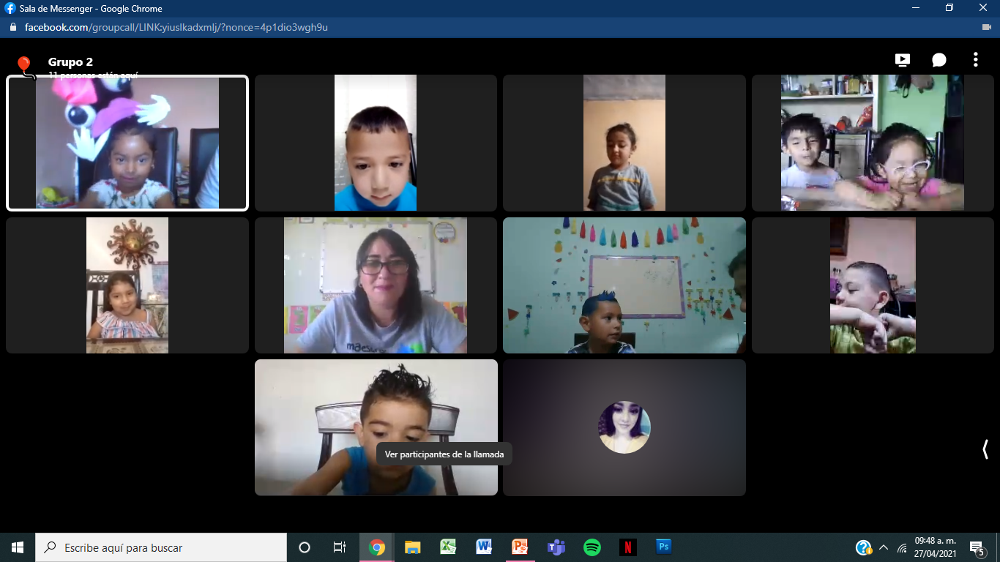 Sala de Messenger - Google Chrome
facebook.com/groupcall/LINK:yiuslkadxmlj/?nonce=4p1dio3wgh9u
Grupo 2
11 personas están aquí
Ver participantes de la llamada
Escribe aquí para buscar
09:48 a. m.
27/04/2021
5